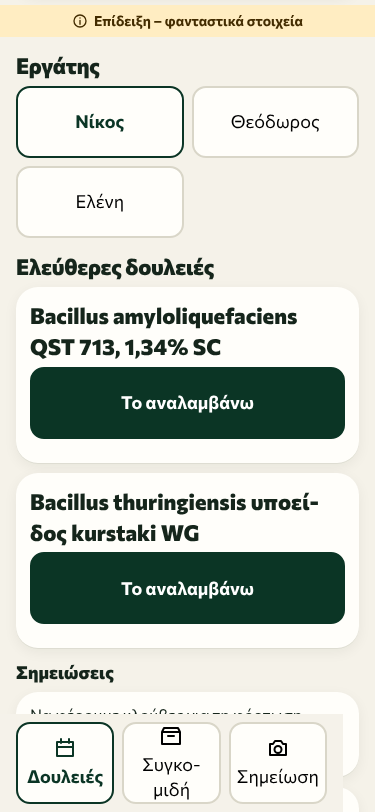 Επίδειξη – φανταστικά στοιχεία
Εργάτης
Νίκος
Θεόδωρος
Ελένη
Ελεύθερες δουλειές
Bacillus amyloliquefaciens
QST 713, 1,34% SC
Το αναλαμβάνω
Bacillus thuringiensis υποεί-
δος kurstaki WG
Το αναλαμβάνω
Σημειώσεις
Δουλειές
Συγκο-
μιδή
Σημείωση